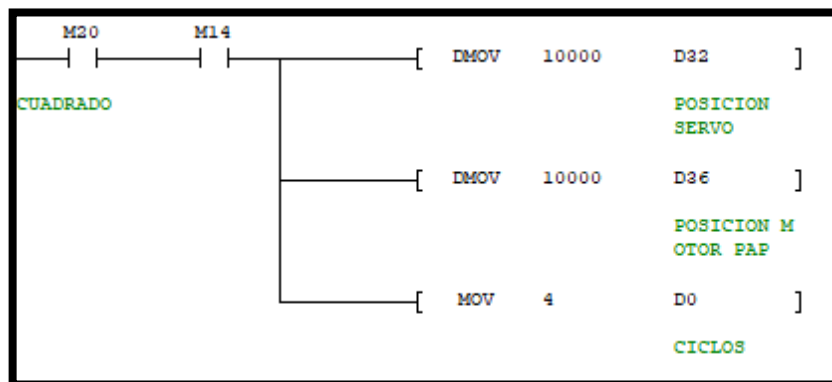 M20 M14
[ DMOV 10000 D32 ]
CUADRADO POSICION
SERVO
[ DMOV 10000 D36 ]
POSICION M
OTOR PAP
[ MOV 4 D0 ]
CICLOS